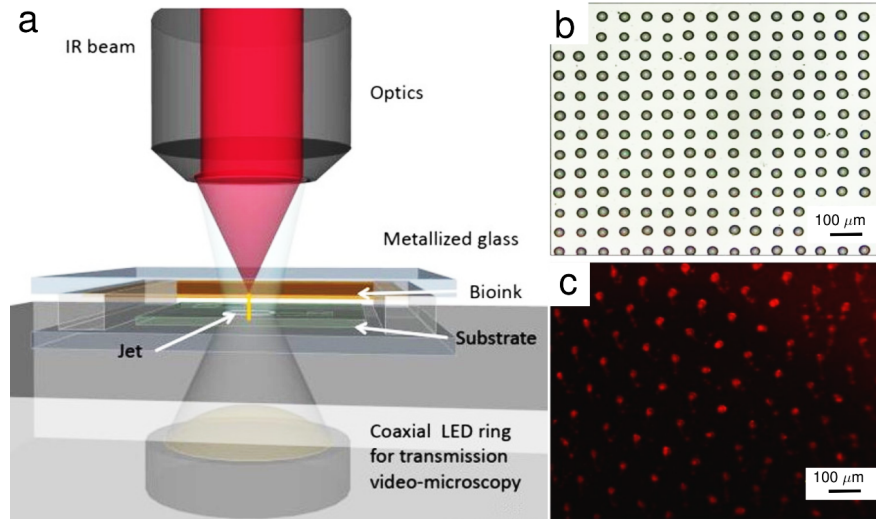 a
IR beam
Optics
Metallized glass
Bioink
Jet
Substrate
Coaxial LED ring
for transmission
video-microscopy
b
100 μm
c
100 μm